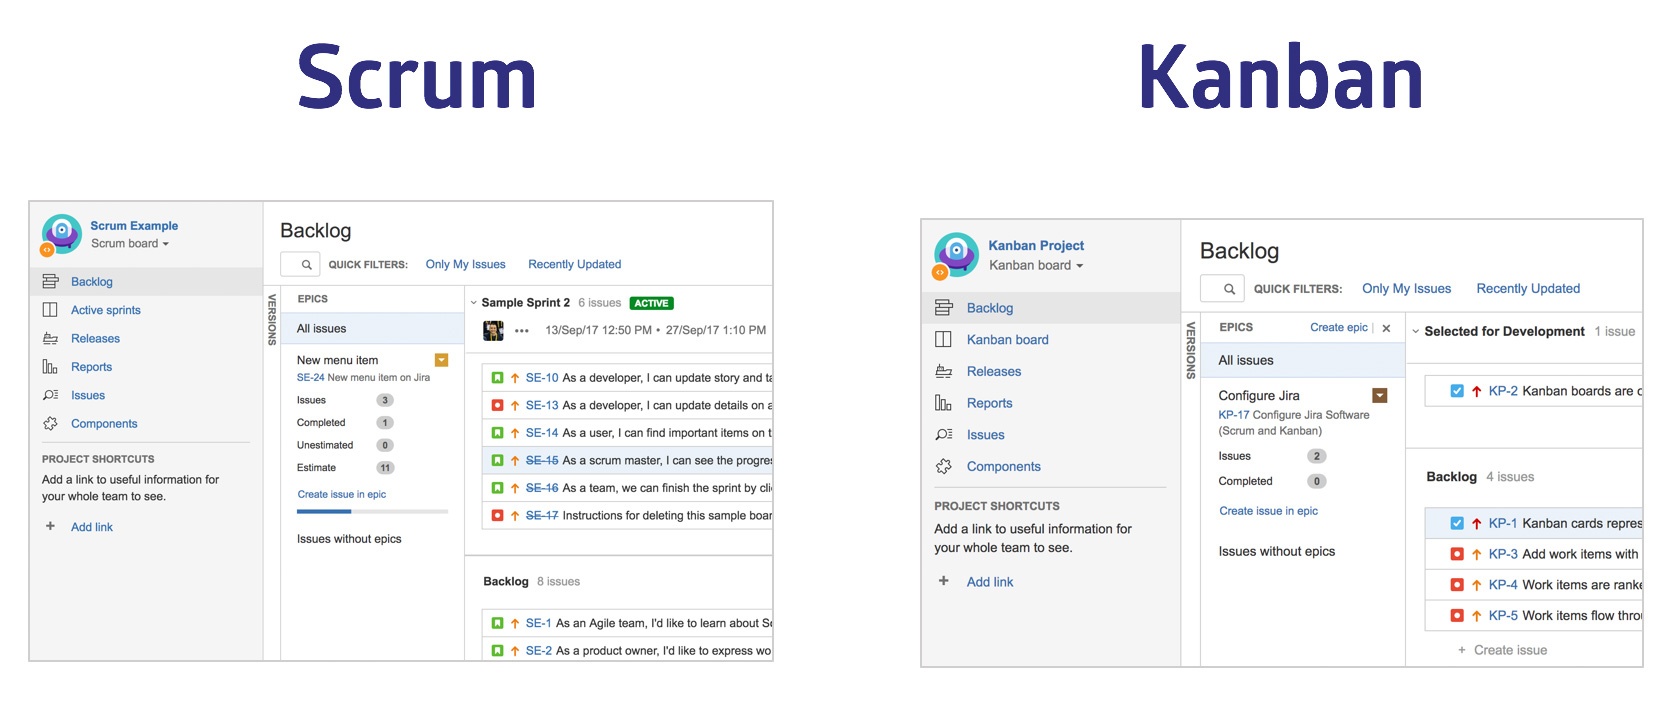 Scrum
Kanban
Scrum Example
Scrum board
Backlog
Active sprints
Releases
Reports
Issues
Components
PROJECT SHORTCUTS
Add a link to useful information for
your whole team to see.
+ Add link
Backlog
QUICK FILTERS: Only My Issues Recently Updated
VERSIONS
EPICS
All issues
New menu item
SE-24 New menu item on Jira
Issues 3
Completed 1
Unestimated 0
Estimate 11
Create issue in epic
Issues without epics
Sample Sprint 2 6 issues ACTIVE
••• 13/Sep/17 12:50 PM • 27/Sep/17 1:10 PM
SE-10 As a developer, I can update story and ta
SE-13 As a developer, I can update details on a
SE-14 As a user, I can find important items on t
SE-15 As a scrum master, I can see the progres
SE-16 As a team, we can finish the sprint by cli
SE-17 Instructions for deleting this sample boar
Backlog 8 issues
SE-1 As an Agile team, I'd like to learn about Sc
SE-2 As a product owner, I'd like to express wo
Kanban Project
Kanban board
Backlog
Kanban board
Releases
Reports
Issues
Components
PROJECT SHORTCUTS
Add a link to useful information for
your whole team to see.
+ Add link
Backlog
QUICK FILTERS: Only My Issues Recently Updated
VERSIONS
EPICS Create epic
All issues
Configure Jira
KP-17 Configure Jira Software
(Scrum and Kanban)
Issues 2
Completed 0
Create issue in epic
Issues without epics
Selected for Development 1 issue
KP-2 Kanban boards are
Backlog 4 issues
KP-1 Kanban cards repres
KP-3 Add work items with
KP-4 Work items are ranke
KP-5 Work items flow throu
+ Create issue